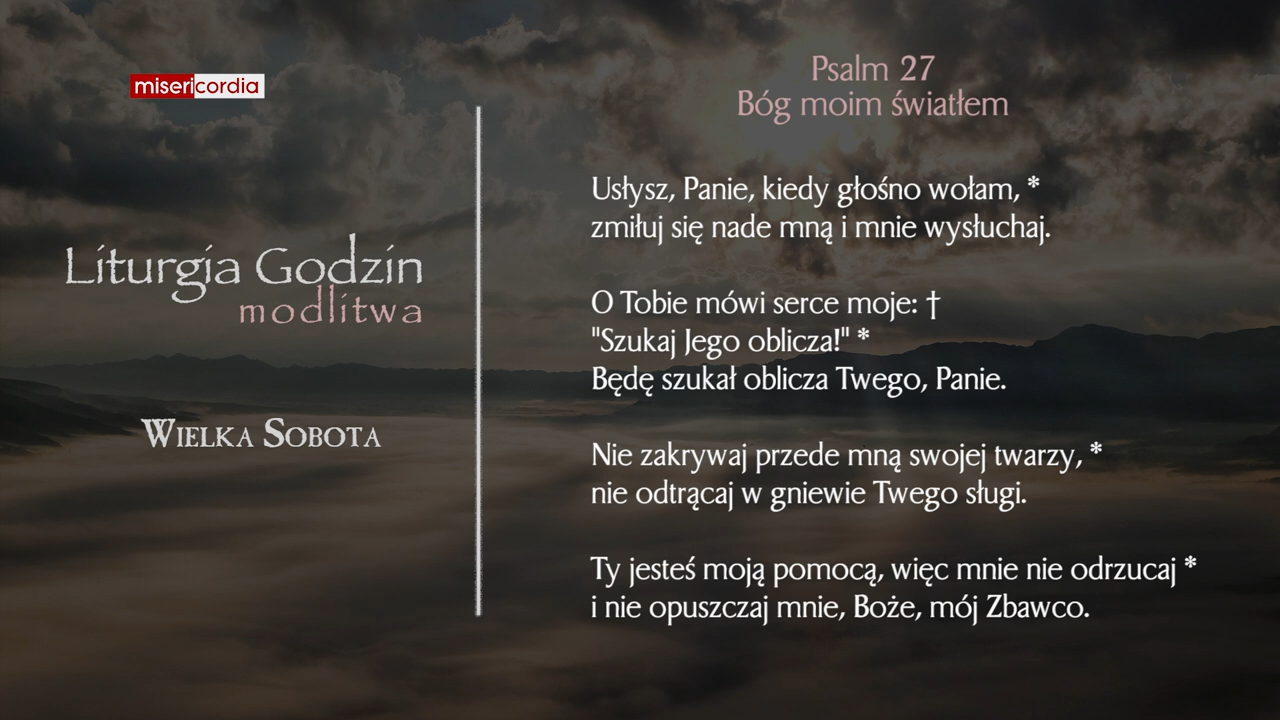 misericordia
Liturgia Godzin
modlitwa
Wielka Sobota
Psalm 27
Bóg moim światłem
Usłysz, Panie, kiedy głośno wołam, *
zmiłuj się nade mną i mnie wysłuchaj.
O Tobie mówi serce moje: †
"Szukaj Jego oblicza!" *
Będę szukał oblicza Twego, Panie.
Nie zakrywaj przede mną swojej twarzy, *
nie odtrącaj w gniewie Twego sługi.
Ty jesteś moją pomocą, więc mnie nie odrzucaj *
i nie opuszczaj mnie, Boże, mój Zbawco.